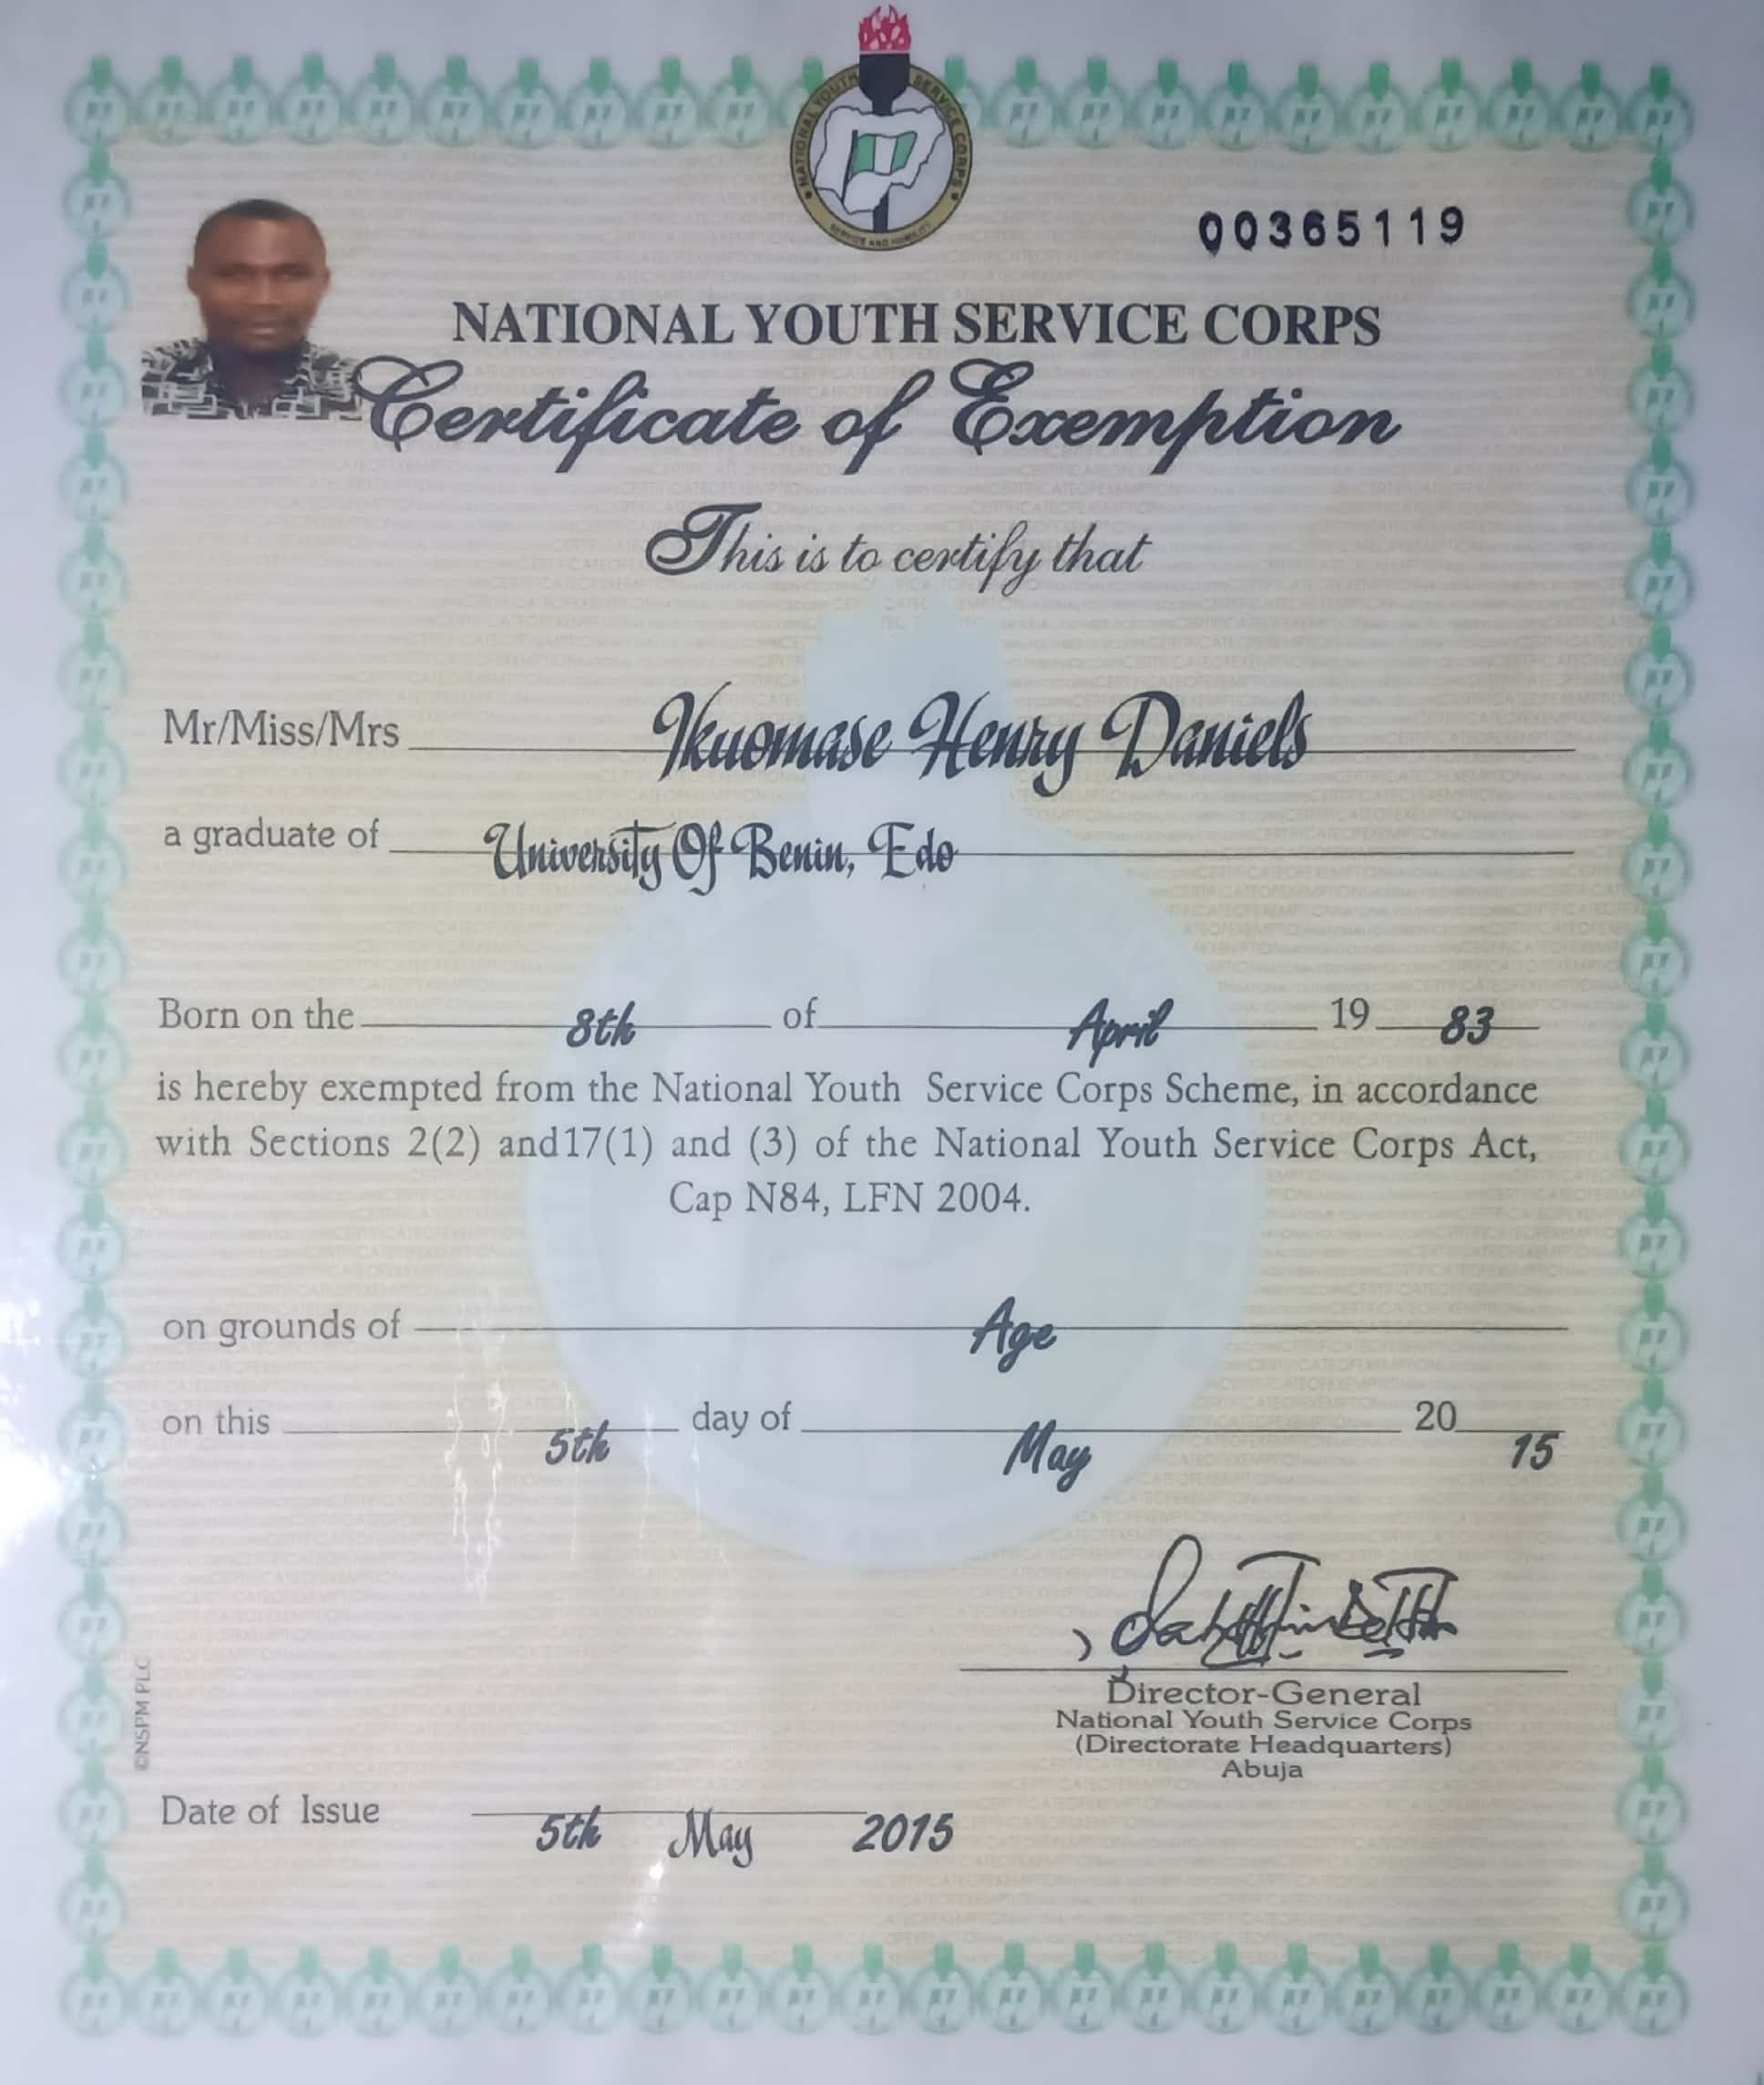 NATIONAL YOUTH SERVICE CORPS
SERVICE AND HUMILITY
00365119
NATIONAL YOUTH SERVICE CORPS
Certificate of Exemption
This is to certify that
Mr/Miss/Mrs Ikuomase Henry Daniels
a graduate of University Of Benin, Edo
Born on the 8th of April 19 83
is hereby exempted from the National Youth Service Corps Scheme, in accordance
with Sections 2(2) and17(1) and (3) of the National Youth Service Corps Act,
Cap N84, LFN 2004.
on grounds of Age
on this 5th day of May 20 15
Director-General
National Youth Service Corps
(Directorate Headquarters)
Abuja
©NSPM PLC
Date of Issue 5th May 2015